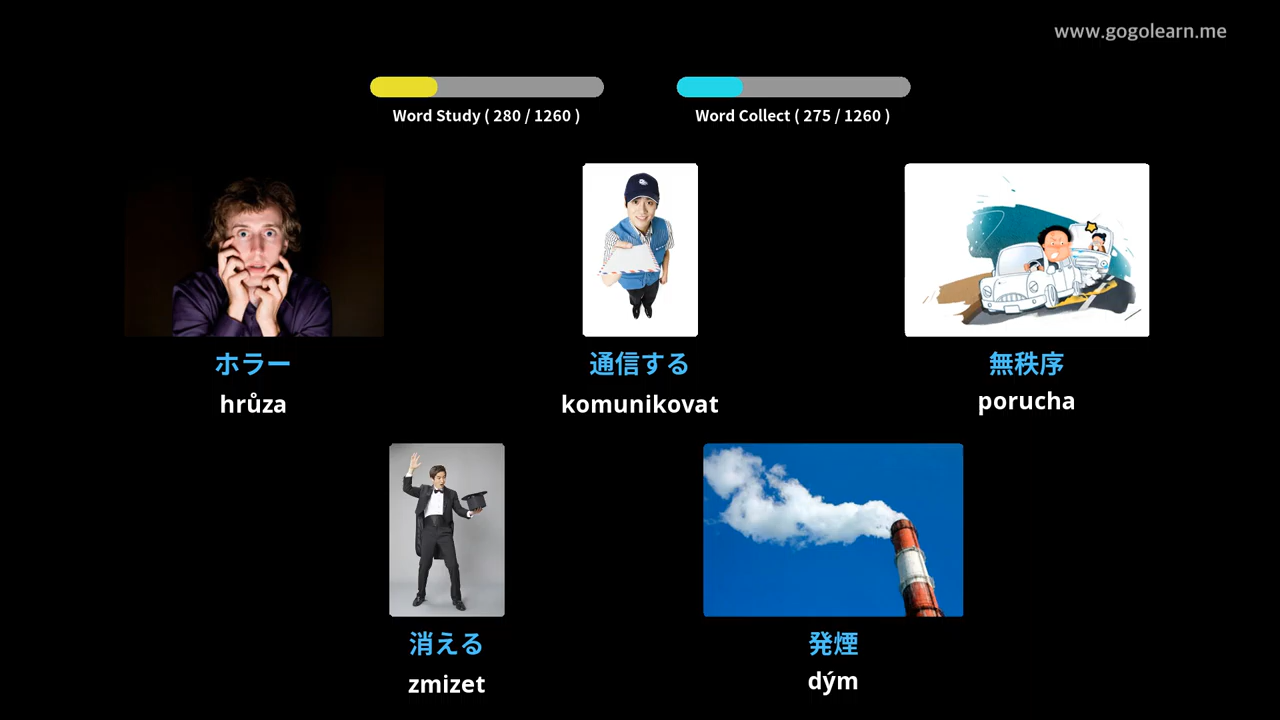 www.gogolearn.me
Word Study ( 280 / 1260 )
Word Collect ( 275 / 1260 )
ホラー
hrůza
通信する
komunikovat
無秩序
porucha
消える
zmizet
発煙
dým